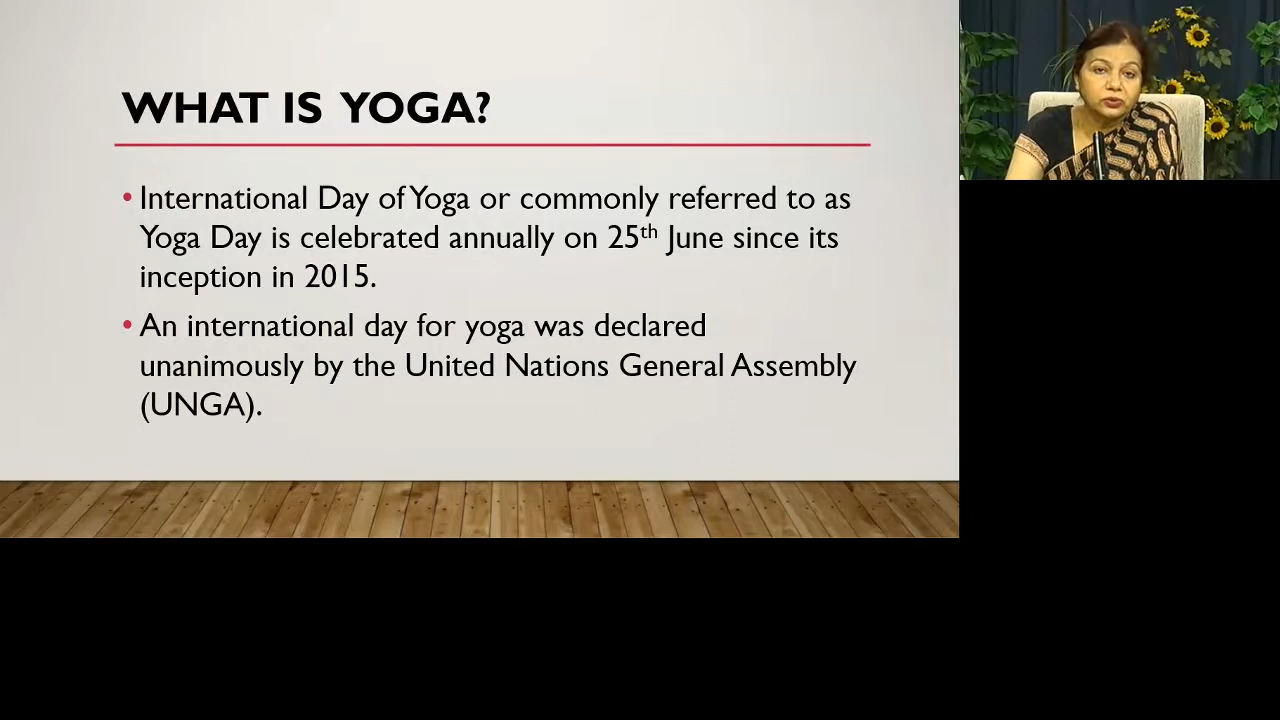 WHAT IS YOGA?
• International Day of Yoga or commonly referred to as
Yoga Day is celebrated annually on 25th June since its
inception in 2015.
• An international day for yoga was declared
unanimously by the United Nations General Assembly
(UNGA).